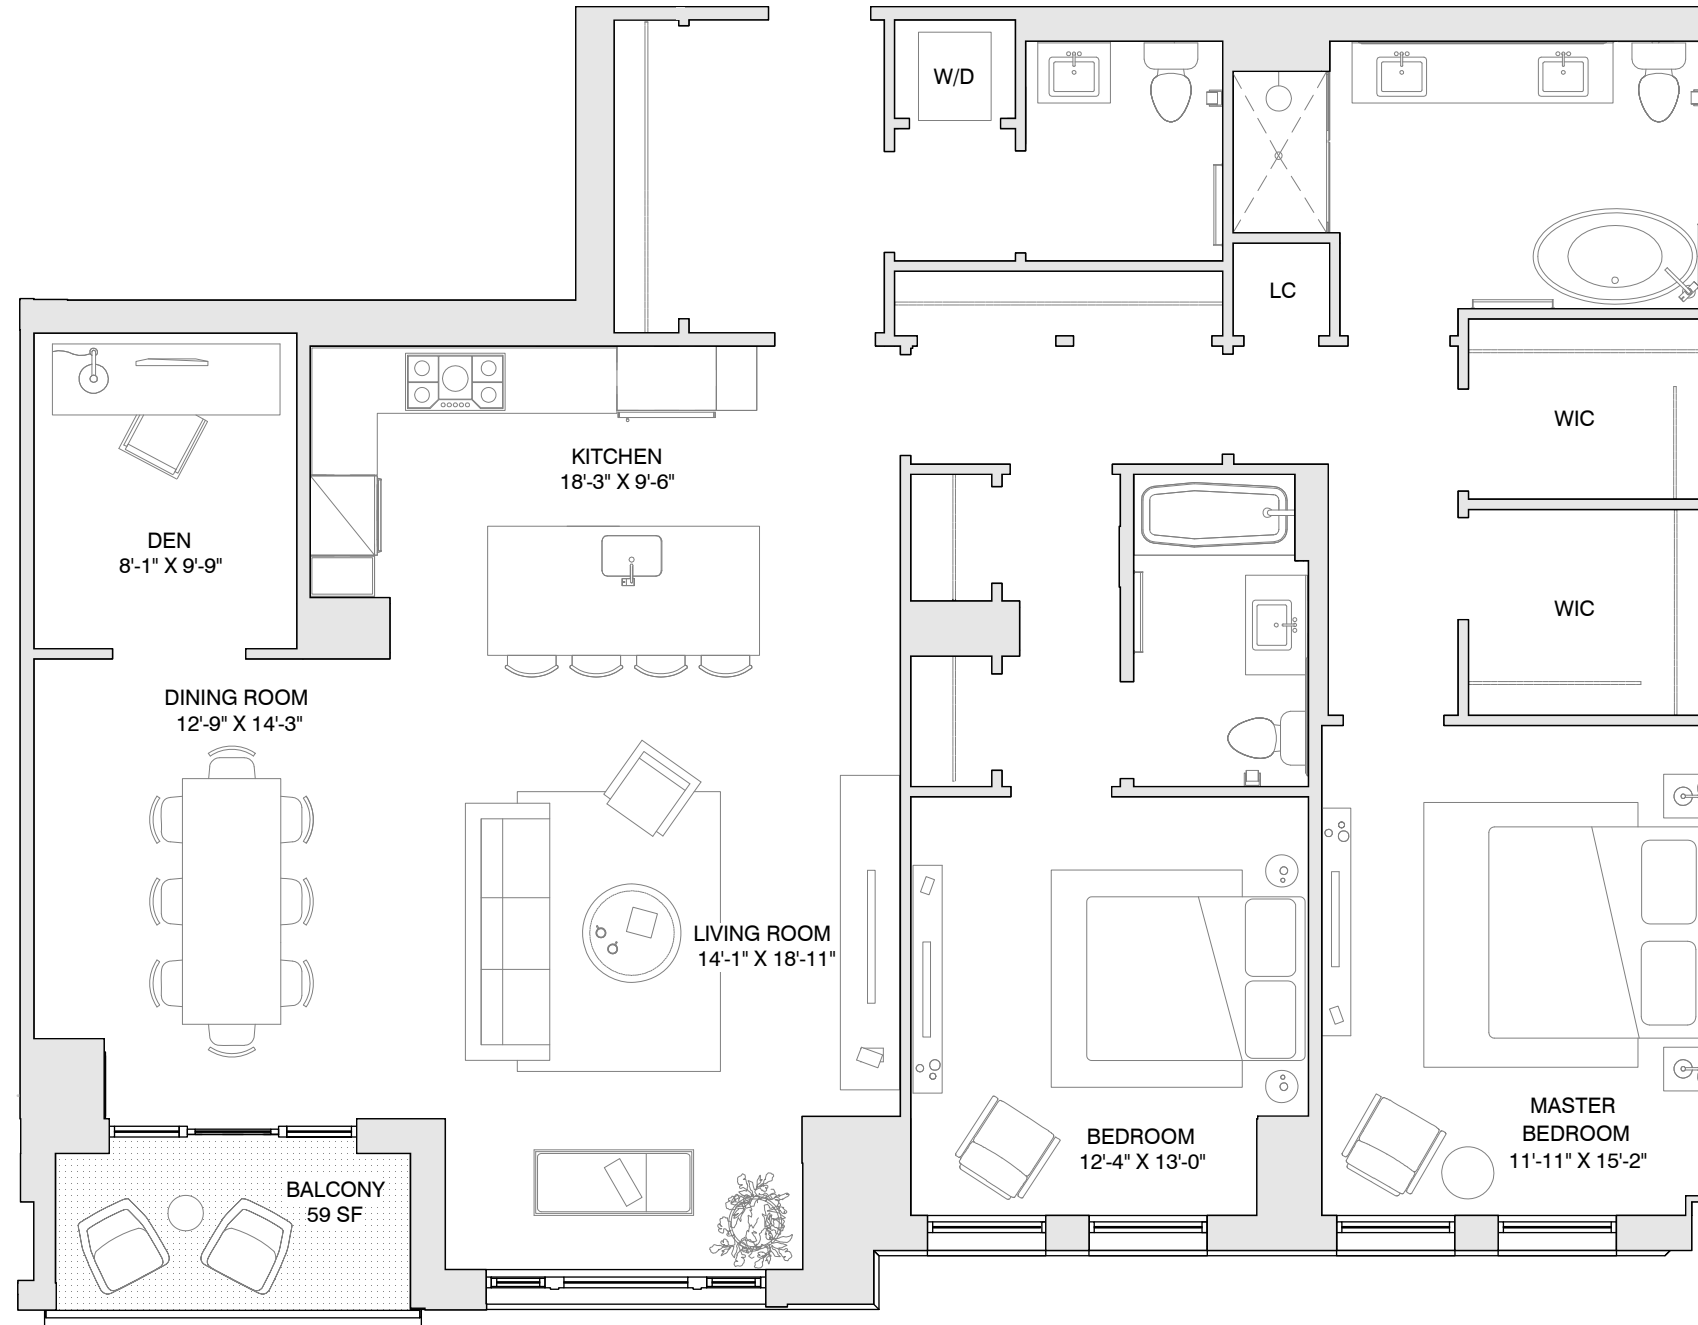 W/D
LC
WIC
KITCHEN
18'-3" X 9'-6"
DEN
8'-1" X 9'-9"
WIC
DINING ROOM
12'-9" X 14'-3"
LIVING ROOM
14'-1" X 18'-11"
MASTER
BEDROOM
11'-11" X 15'-2"
BEDROOM
12'-4" X 13'-0"
BALCONY
59 SF